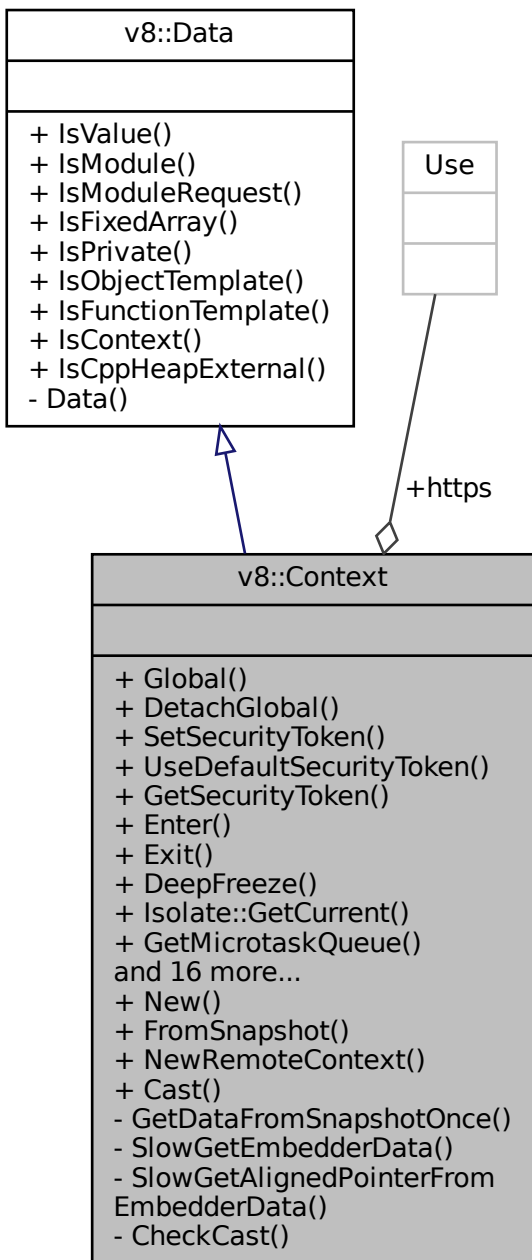 v8::Data
+ IsValue()
+ IsModule()
+ IsModuleRequest()
+ IsFixedArray()
+ IsPrivate()
+ IsObjectTemplate()
+ IsFunctionTemplate()
+ IsContext()
+ IsCppHeapExternal()
- Data()
Use
+https
v8::Context
+ Global()
+ DetachGlobal()
+ SetSecurityToken()
+ UseDefaultSecurityToken()
+ GetSecurityToken()
+ Enter()
+ Exit()
+ DeepFreeze()
+ Isolate::GetCurrent()
+ GetMicrotaskQueue()
and 16 more...
+ New()
+ FromSnapshot()
+ NewRemoteContext()
+ Cast()
- GetDataFromSnapshotOnce()
- SlowGetEmbedderData()
- SlowGetAlignedPointerFrom
EmbedderData()
- CheckCast()